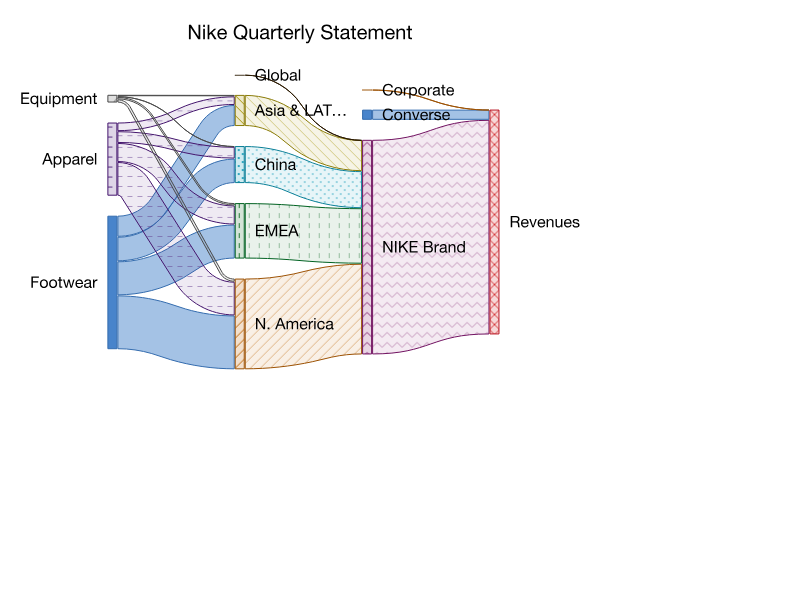 Nike Quarterly Statement
Global
Corporate
Equipment
Asia & LAT...
Converse
Apparel
China
Revenues
EMEA
NIKE Brand
Footwear
N. America